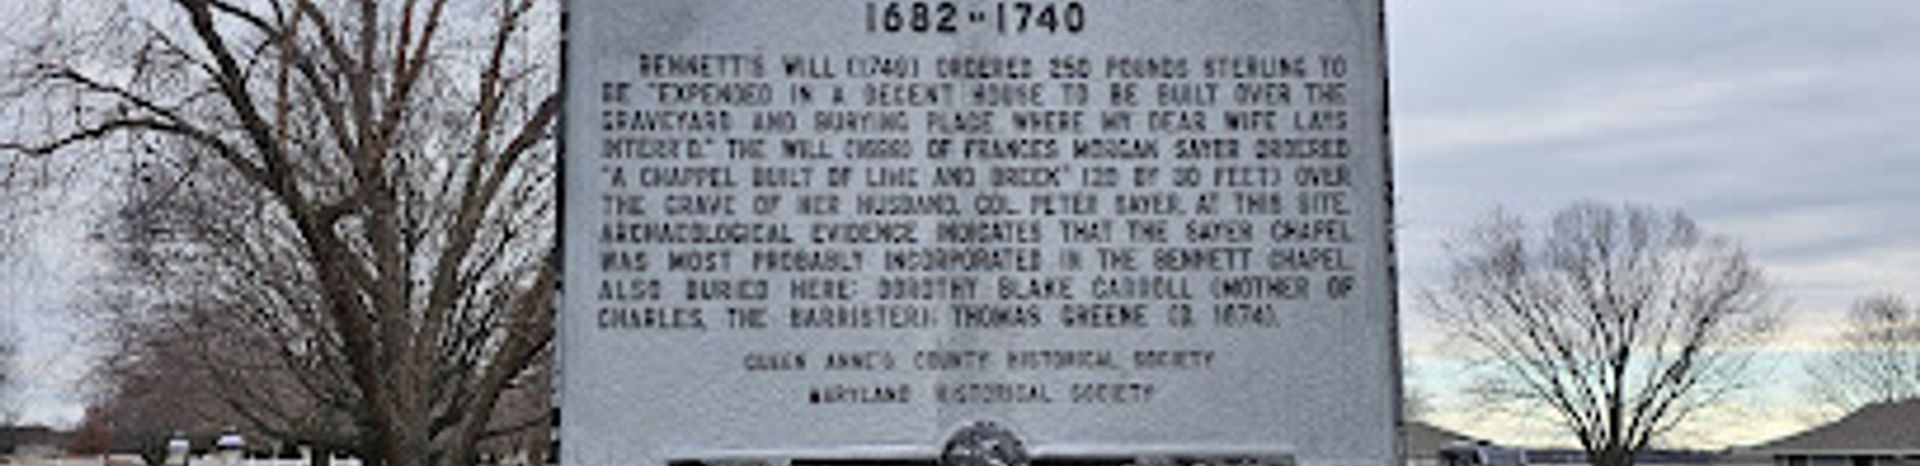 1682-1740
BENNETT'S WILL (1740) ORDERED 250 POUNDS STERLING TO
BE "EXPENDED IN A DECENT HOUSE TO BE BUILT OVER THE
GRAVEYARD AND BURYING PLACE WHERE MY DEAR WIFE LAYS
INTERR'D." THE WILL (1698) OF FRANCES MORGAN SAYER ORDERED
"A CHAPPEL BUILT OF LIME AND BRECK" (20 BY 30 FEET) OVER
THE GRAVE OF HER HUSBAND, COL. PETER SAYER, AT THIS SITE.
ARCHAEOLOGICAL EVIDENCE INDICATES THAT THE SAYER CHAPEL
WAS MOST PROBABLY INCORPORATED IN THE BENNETT CHAPEL.
ALSO BURIED HERE: DOROTHY BLAKE CARROLL (MOTHER OF
CHARLES, THE BARRISTER); THOMAS GREENE (D. 1674).
QUEEN ANNE'S COUNTY HISTORICAL SOCIETY
MARYLAND HISTORICAL SOCIETY